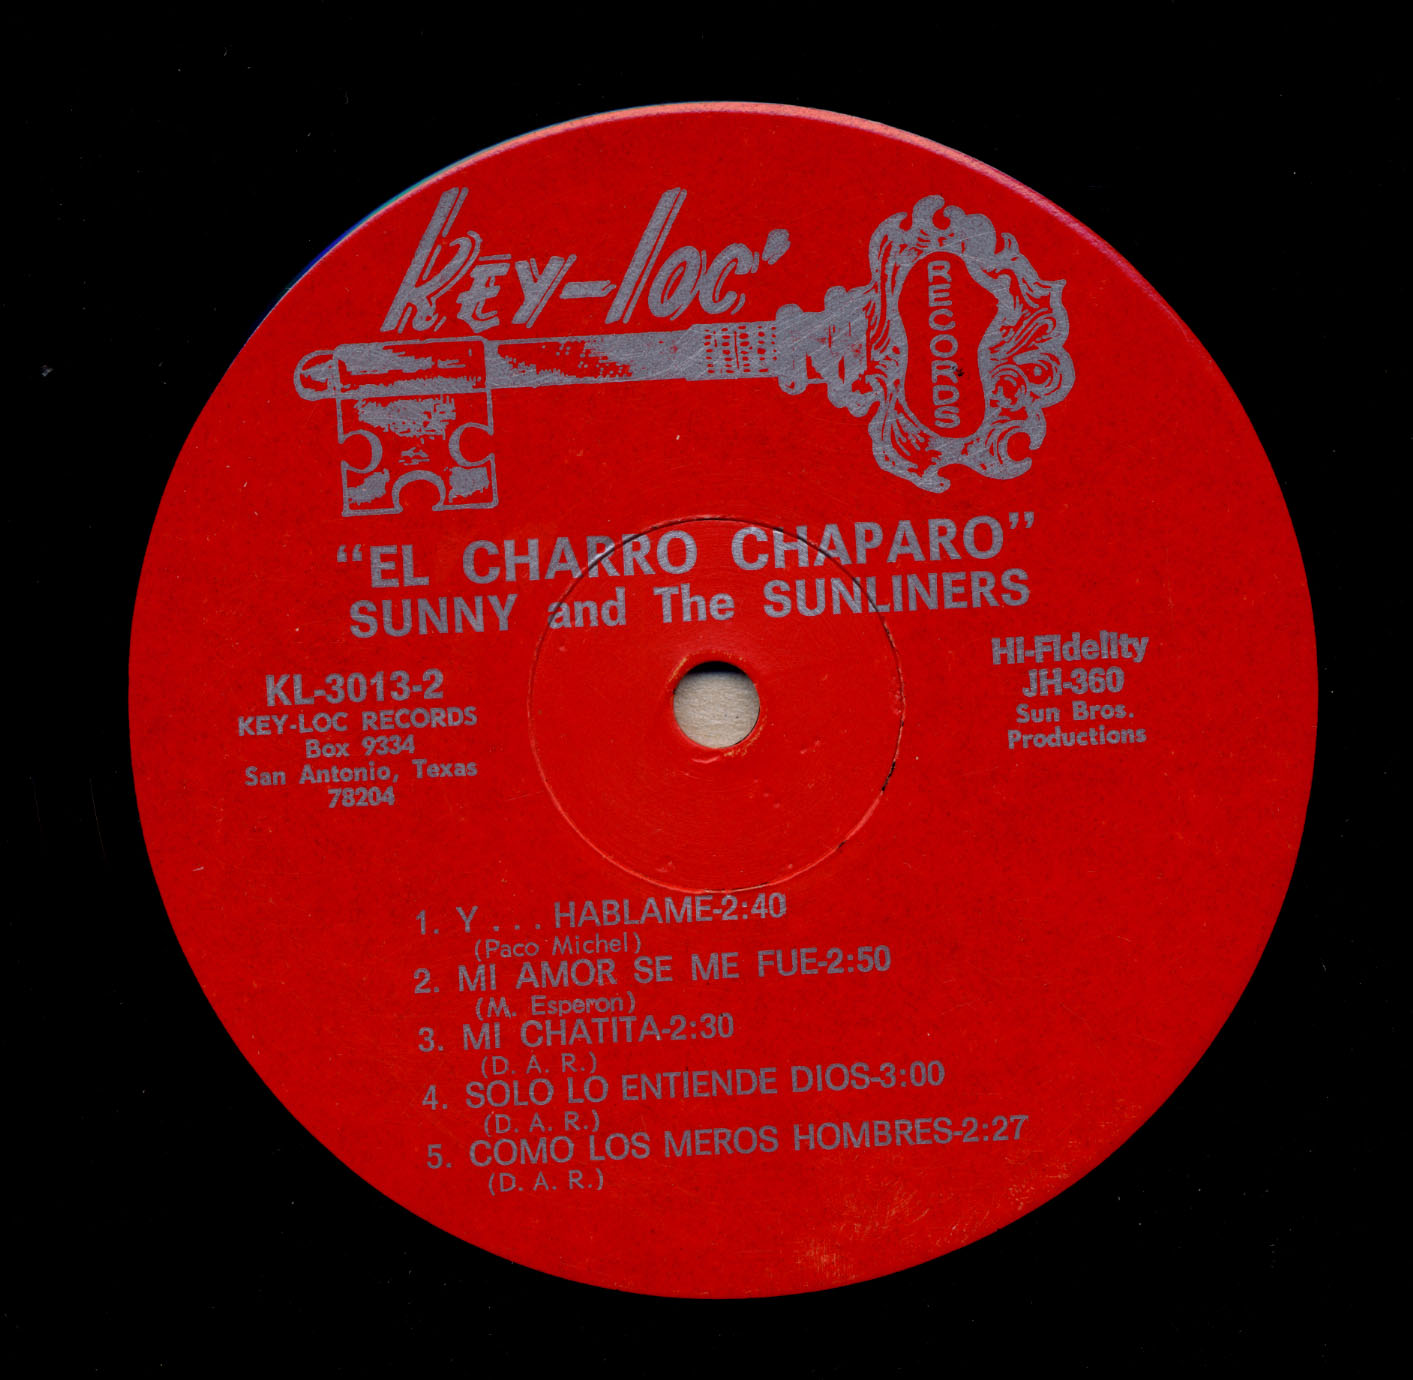 Key-loc'
RECORDS
"EL CHARRO CHAPARO"
SUNNY and The SUNLINERS
KL-3013-2
KEY-LOC RECORDS
Box 9334
San Antonio, Texas
78204
Hi-Fidelity
JH-360
Sun Bros.
Productions
1. Y . . . HABLAME-2:40
(Paco Michel)
2. MI AMOR SE ME FUE-2:50
(M. Esperon)
3. MI CHATITA-2:30
(D. A. R.)
4. SOLO LO ENTIENDE DIOS-3:00
(D. A. R.)
5. COMO LOS MEROS HOMBRES-2:27
(D. A. R.)